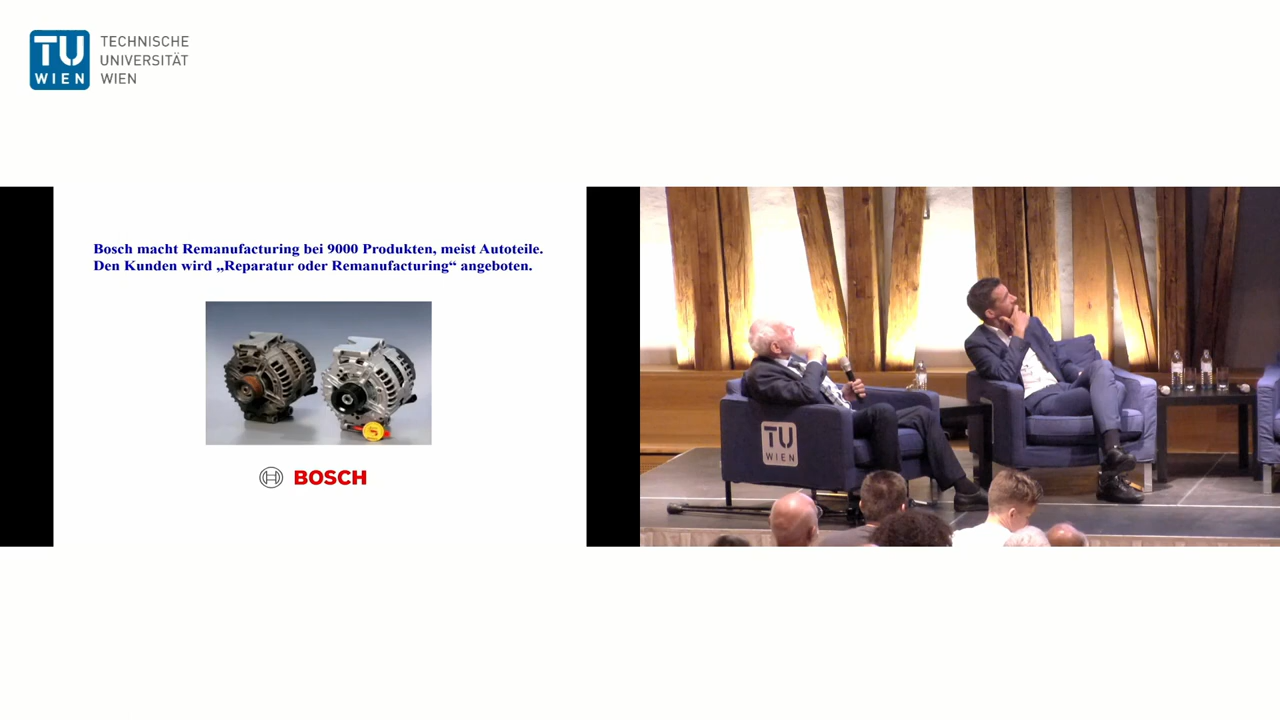 TU
WIEN
TECHNISCHE
UNIVERSITÄT
WIEN
Bosch macht Remanufacturing bei 9000 Produkten, meist Autoteile.
Den Kunden wird „Reparatur oder Remanufacturing“ angeboten.
BOSCH
TU
WIEN